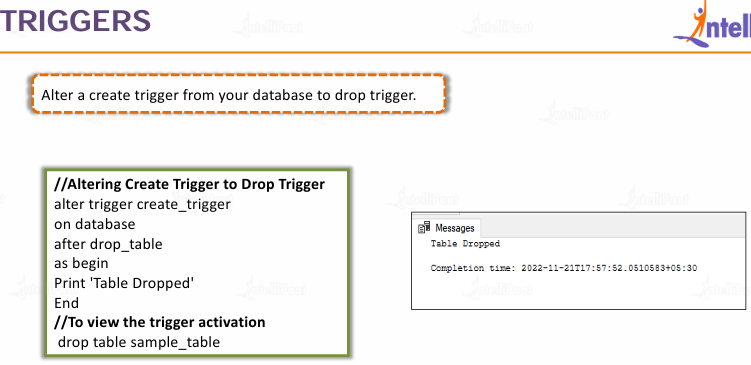 TRIGGERS
Intell
Alter a create trigger from your database to drop trigger.
//Altering Create Trigger to Drop Trigger
alter trigger create_trigger
on database
after drop_table
as begin
Print 'Table Dropped'
End
//To view the trigger activation
drop table sample_table
Messages
Table Dropped
Completion time: 2022-11-21T17:57:52.0510583+05:30